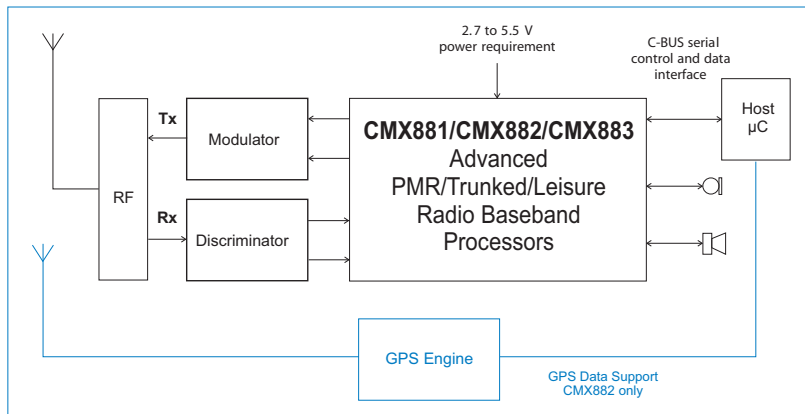 2.7 to 5.5 V
power requirement
C-BUS serial
control and data
interface
Tx
Modulator
CMX881/CMX882/CMX883
Advanced
PMR/Trunked/Leisure
Radio Baseband
Processors
Host
µC
RF
Rx
Discriminator
GPS Engine
GPS Data Support
CMX882 only